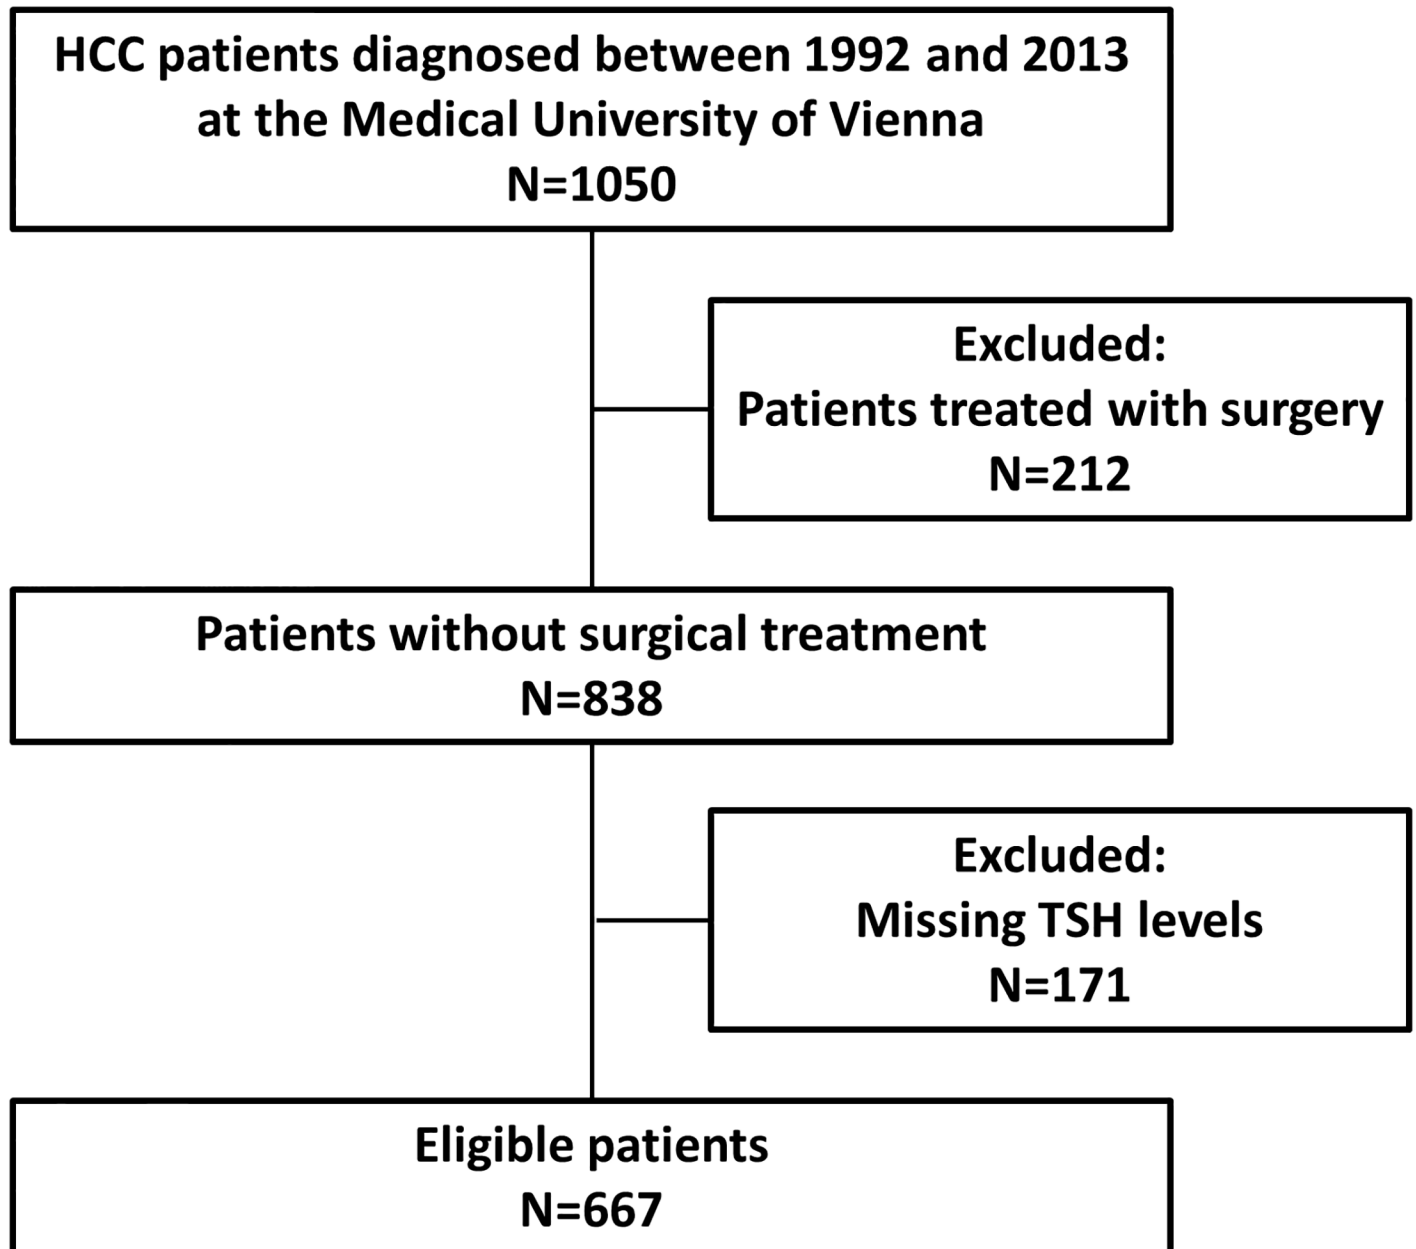 HCC patients diagnosed between 1992 and 2013
at the Medical University of Vienna
N=1050
Excluded:
Patients treated with surgery
N=212
Patients without surgical treatment
N=838
Excluded:
Missing TSH levels
N=171
Eligible patients
N=667